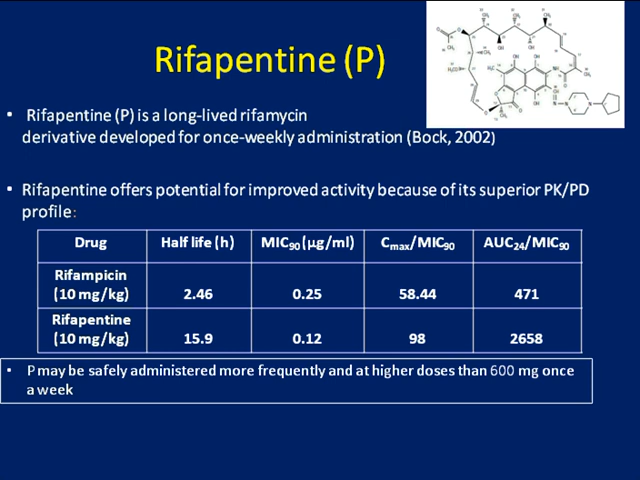 Rifapentine (P)
• Rifapentine (P) is a long-lived rifamycin
derivative developed for once-weekly administration (Bock, 2002)
• Rifapentine offers potential for improved activity because of its superior PK/PD
profile:
Drug Half life (h) MIC90 (µg/ml) Cmax/MIC90 AUC24/MIC90
Rifampicin
(10 mg/kg) 2.46 0.25 58.44 471
Rifapentine
(10 mg/kg) 15.9 0.12 98 2658
• P may be safely administered more frequently and at higher doses than 600 mg once
a week